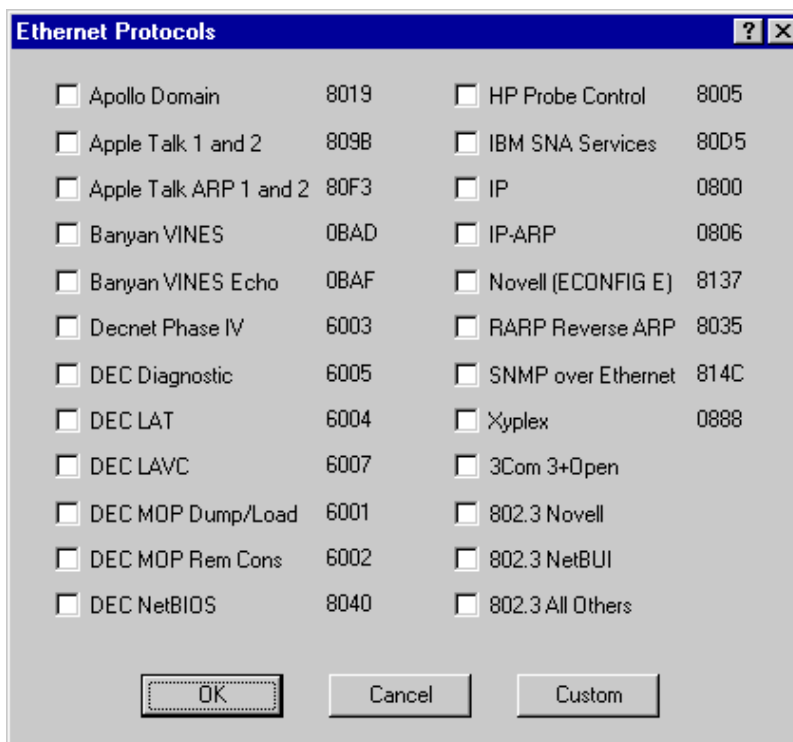 Ethernet Protocols
Apollo Domain 8019
Apple Talk 1 and 2 809B
Apple Talk ARP 1 and 2 80F3
Banyan VINES 0BAD
Banyan VINES Echo 0BAF
Decnet Phase IV 6003
DEC Diagnostic 6005
DEC LAT 6004
DEC LAVC 6007
DEC MOP Dump/Load 6001
DEC MOP Rem Cons 6002
DEC NetBIOS 8040
HP Probe Control 8005
IBM SNA Services 80D5
IP 0800
IP-ARP 0806
Novell (ECONFIG E) 8137
RARP Reverse ARP 8035
SNMP over Ethernet 814C
Xyplex 0888
3Com 3+Open
802.3 Novell
802.3 NetBUI
802.3 All Others
OK Cancel Custom